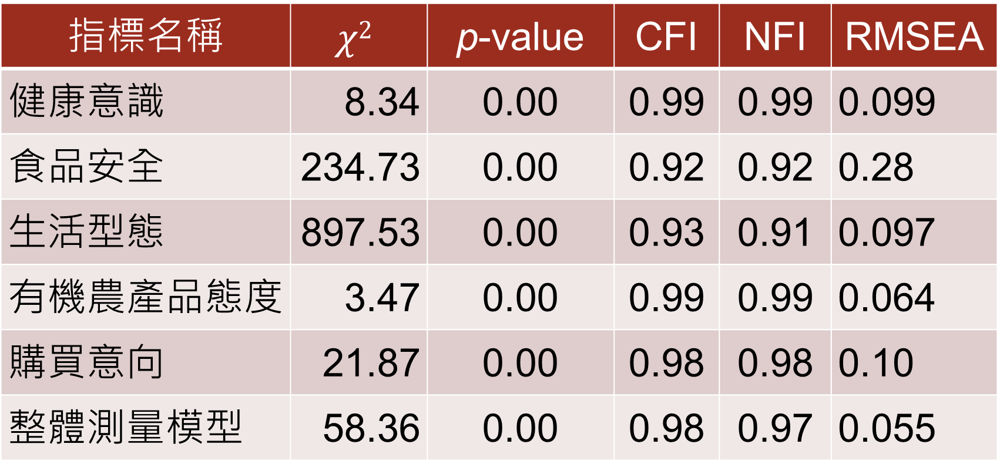 指標名稱 χ² p-value CFI NFI RMSEA
健康意識 8.34 0.00 0.99 0.99 0.099
食品安全 234.73 0.00 0.92 0.92 0.28
生活型態 897.53 0.00 0.93 0.91 0.097
有機農產品態度 3.47 0.00 0.99 0.99 0.064
購買意向 21.87 0.00 0.98 0.98 0.10
整體測量模型 58.36 0.00 0.98 0.97 0.055